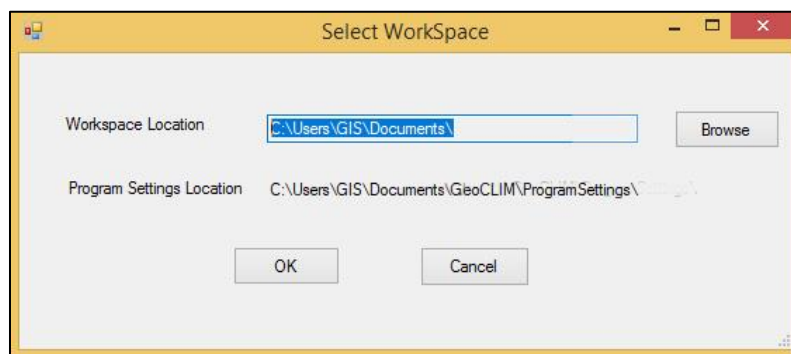 Select WorkSpace
Workspace Location C:\Users\GIS\Documents\ Browse
Program Settings Location C:\Users\GIS\Documents\GeoCLIM\ProgramSettings\
OK Cancel